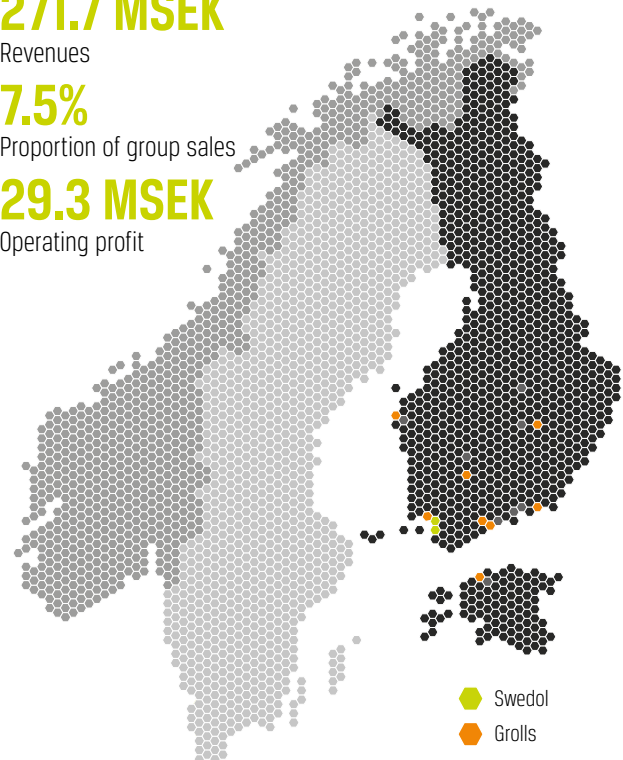 271.7 MSEK
Revenues
7.5%
Proportion of group sales
29.3 MSEK
Operating profit
Swedol
Grolls